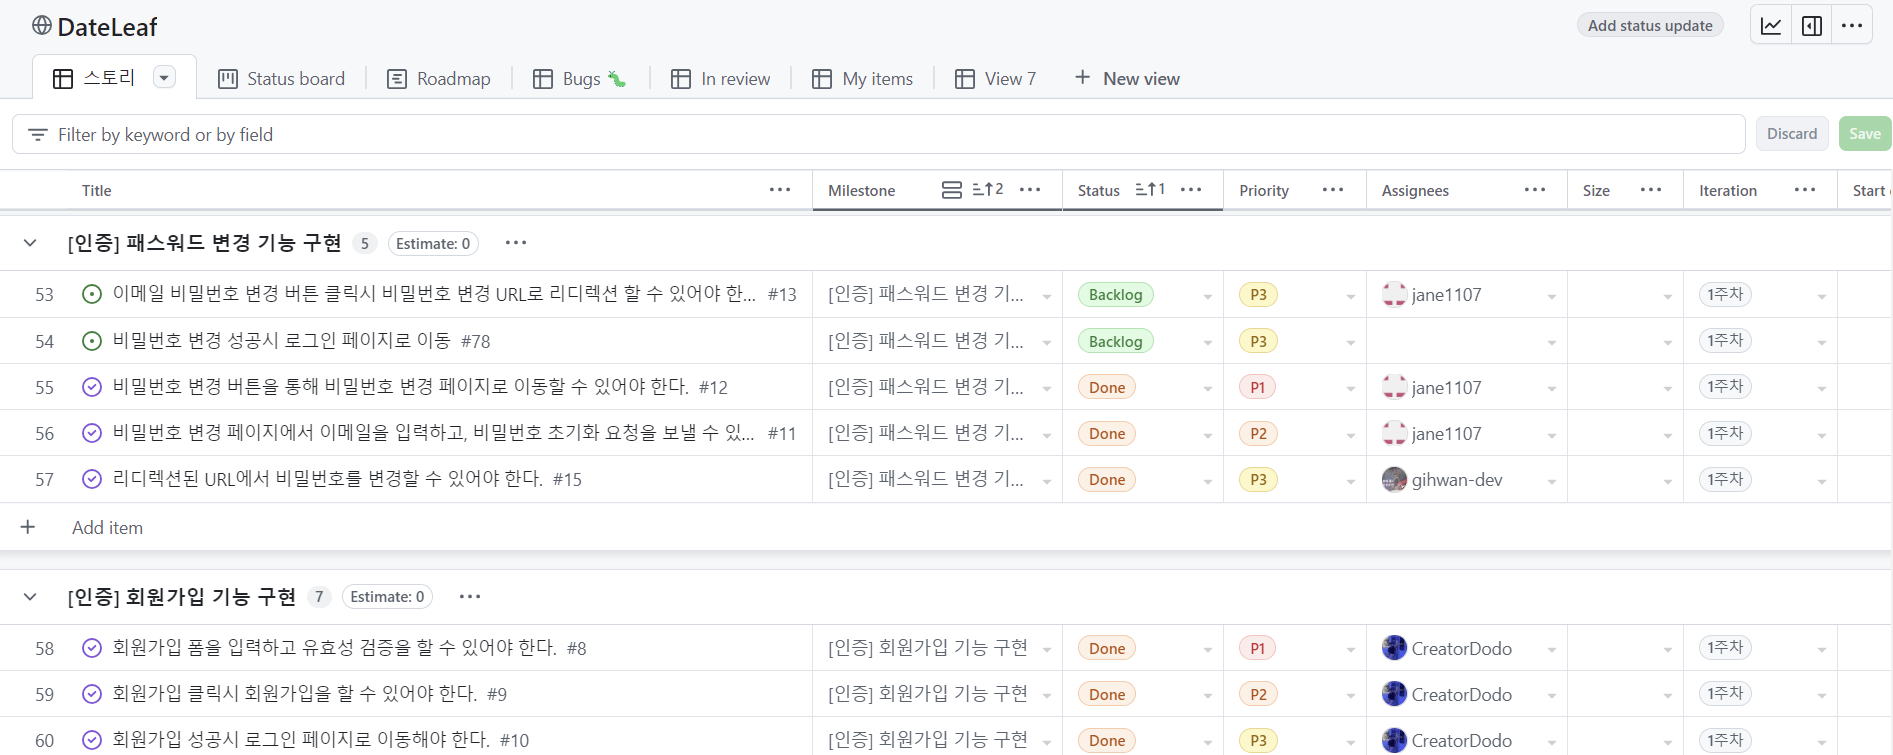 DateLeaf
Add status update
스토리 Status board Roadmap Bugs In review My items View 7 New view
Filter by keyword or by field Discard Save
Title Milestone 2 Status 1 Priority Assignees Size Iteration Start
[인증] 패스워드 변경 기능 구현 5 Estimate: 0
53 이메일 비밀번호 변경 버튼 클릭시 비밀번호 변경 URL로 리디렉션 할 수 있어야 한... #13 [인증] 패스워드 변경 기... Backlog P3 jane1107 1주차
54 비밀번호 변경 성공시 로그인 페이지로 이동 #78 [인증] 패스워드 변경 기... Backlog P3 1주차
55 비밀번호 변경 버튼을 통해 비밀번호 변경 페이지로 이동할 수 있어야 한다. #12 [인증] 패스워드 변경 기... Done P1 jane1107 1주차
56 비밀번호 변경 페이지에서 이메일을 입력하고, 비밀번호 초기화 요청을 보낼 수 있... #11 [인증] 패스워드 변경 기... Done P2 jane1107 1주차
57 리디렉션된 URL에서 비밀번호를 변경할 수 있어야 한다. #15 [인증] 패스워드 변경 기... Done P3 gihwan-dev 1주차
Add item
[인증] 회원가입 기능 구현 7 Estimate: 0
58 회원가입 폼을 입력하고 유효성 검증을 할 수 있어야 한다. #8 [인증] 회원가입 기능 구현 Done P1 CreatorDodo 1주차
59 회원가입 클릭시 회원가입을 할 수 있어야 한다. #9 [인증] 회원가입 기능 구현 Done P2 CreatorDodo 1주차
60 회원가입 성공시 로그인 페이지로 이동해야 한다. #10 [인증] 회원가입 기능 구현 Done P3 CreatorDodo 1주차